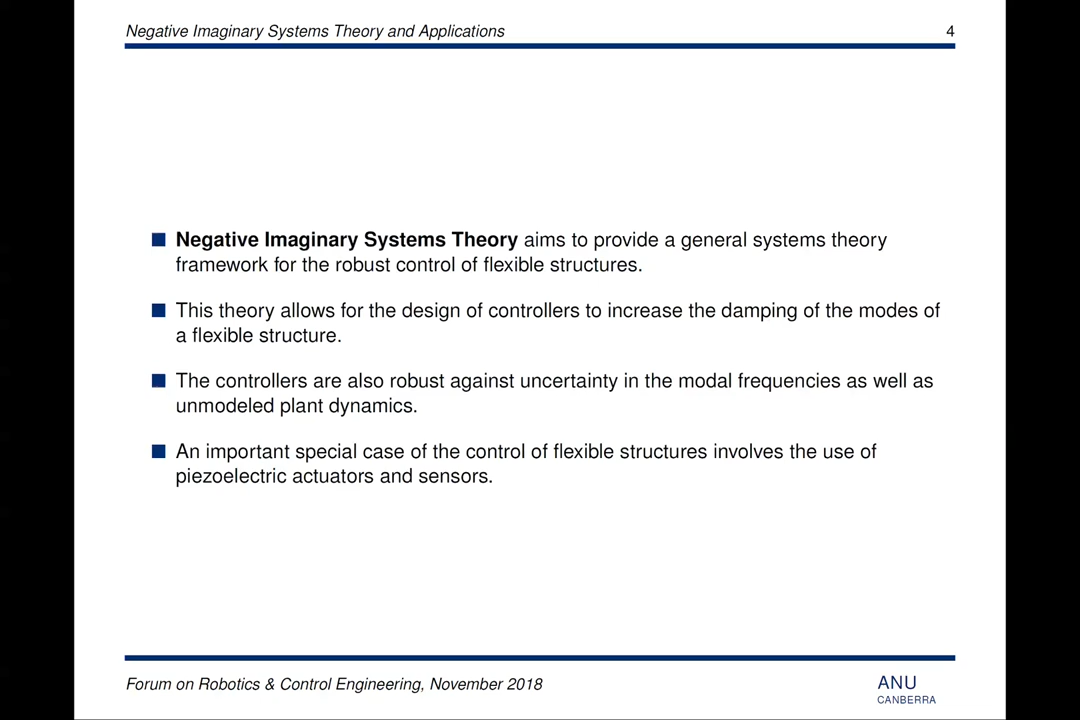 Negative Imaginary Systems Theory and Applications 4
Negative Imaginary Systems Theory aims to provide a general systems theory
framework for the robust control of flexible structures.
This theory allows for the design of controllers to increase the damping of the modes of
a flexible structure.
The controllers are also robust against uncertainty in the modal frequencies as well as
unmodeled plant dynamics.
An important special case of the control of flexible structures involves the use of
piezoelectric actuators and sensors.
Forum on Robotics & Control Engineering, November 2018
ANU
CANBERRA